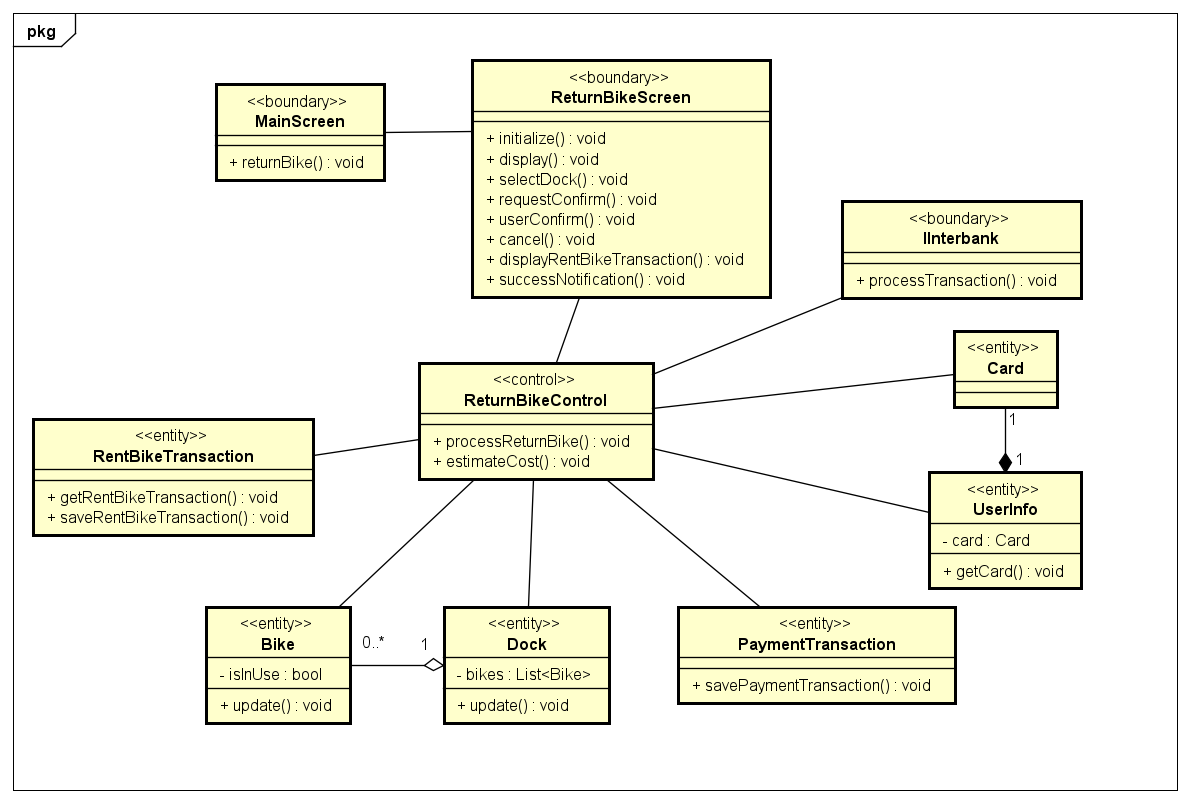 pkg
<<boundary>>
MainScreen
+ returnBike() : void
<<boundary>>
ReturnBikeScreen
+ initialize() : void
+ display() : void
+ selectDock() : void
+ requestConfirm() : void
+ userConfirm() : void
+ cancel() : void
+ displayRentBikeTransaction() : void
+ successNotification() : void
<<boundary>>
IInterbank
+ processTransaction() : void
<<entity>>
Card
1
1
<<control>>
ReturnBikeControl
+ processReturnBike() : void
+ estimateCost() : void
<<entity>>
RentBikeTransaction
+ getRentBikeTransaction() : void
+ saveRentBikeTransaction() : void
<<entity>>
UserInfo
- card : Card
+ getCard() : void
<<entity>>
Bike
- isInUse : bool
+ update() : void
0..*
1
<<entity>>
Dock
- bikes : List<Bike>
+ update() : void
<<entity>>
PaymentTransaction
+ savePaymentTransaction() : void